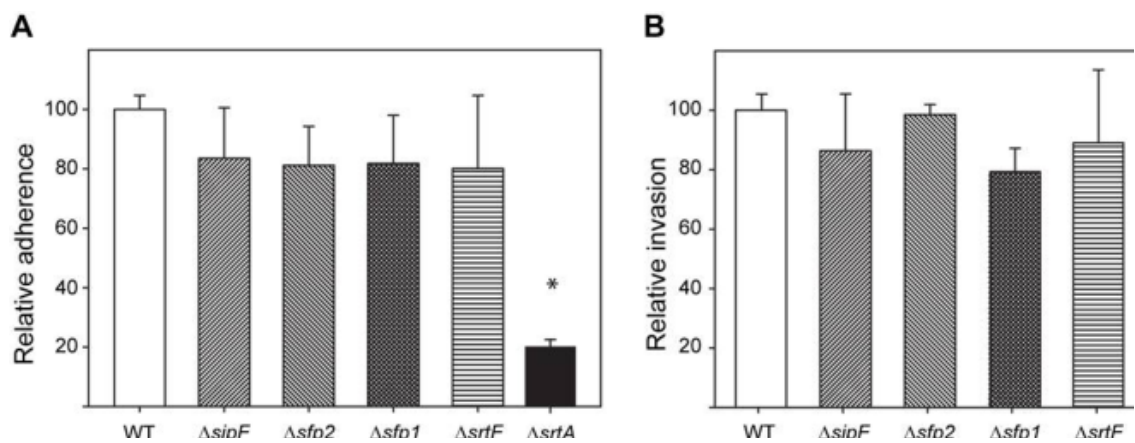 A
B
Relative adherence
100
80
60
40
20
*
WT ΔsipF Δsfp2 Δsfp1 ΔsrtF ΔsrtA
Relative invasion
100
80
60
40
20
WT ΔsipF Δsfp2 Δsfp1 ΔsrtF